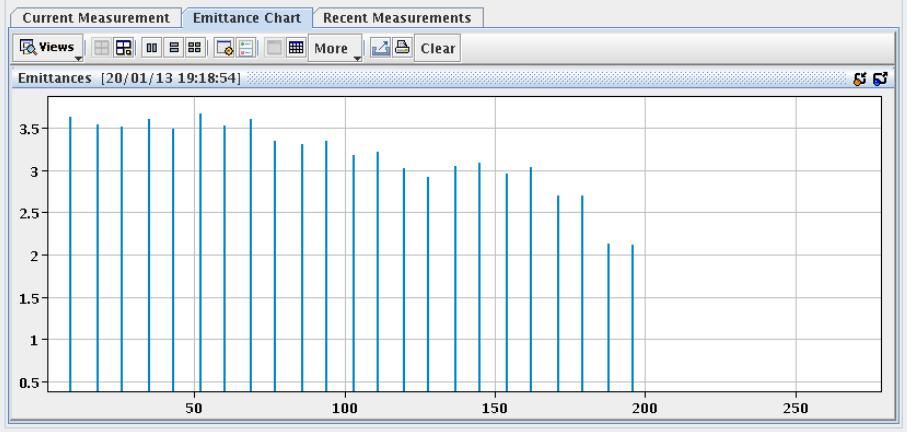 Current Measurement Emittance Chart Recent Measurements
Views More Clear
Emittances [20/01/13 19:18:54]
3.5
3
2.5
2
1.5
1
0.5
50 100 150 200 250